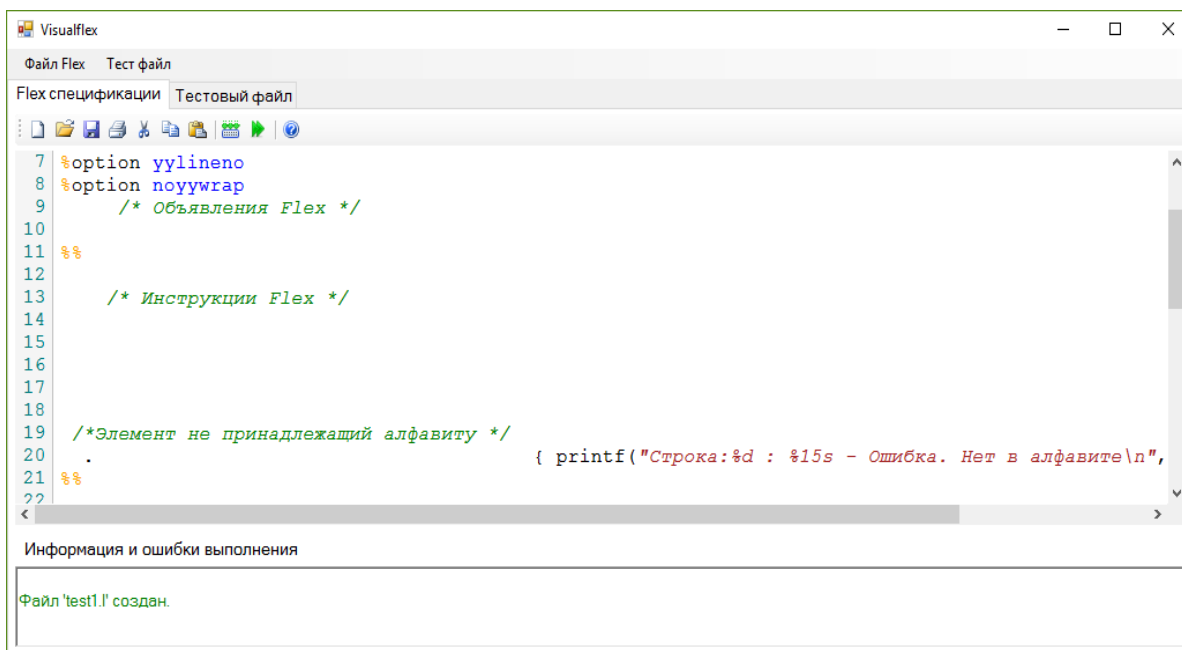 Visualflex
Файл Flex Тест файл
Flex спецификации Тестовый файл
7 %option yylineno
8 %option noyywrap
9 /* Объявления Flex */
10
11 %%
12
13 /* Инструкции Flex */
14
15
16
17
18
19 /*Элемент не принадлежащий алфавиту */
20 . { printf("Строка:%d : %15s - Ошибка. Нет в алфавите\n",
21 %%
22
Информация и ошибки выполнения
Файл 'test1.l' создан.